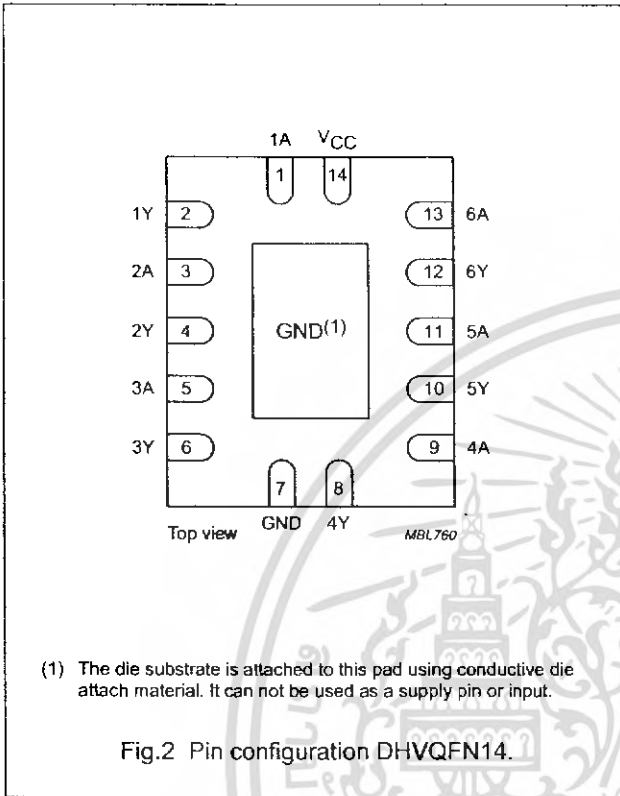 1A VCC
1 14
1Y 2 13 6A
2A 3 12 6Y
2Y 4 GND(1) 11 5A
3A 5 10 5Y
3Y 6 9 4A
7 8
Top view GND 4Y MBL760
(1) The die substrate is attached to this pad using conductive die
attach material. It can not be used as a supply pin or input.
Fig.2 Pin configuration DHVQFN14.